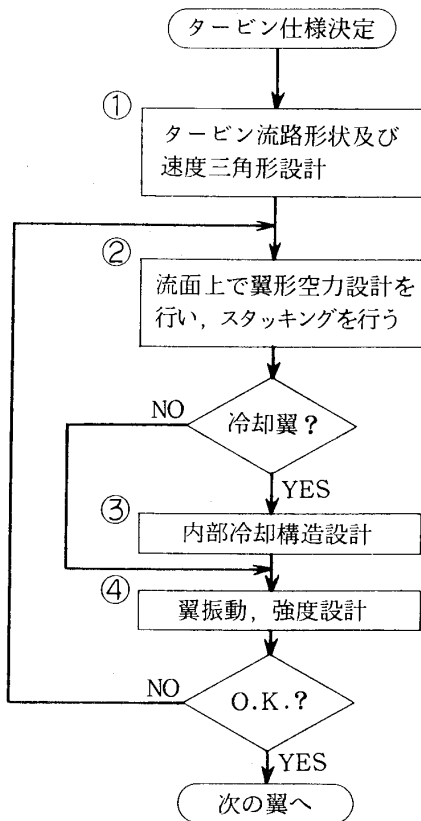 タービン仕様決定
①
タービン流路形状及び
速度三角形設計
②
流面上で翼形空力設計を
行い,スタッキングを行う
NO
冷却翼?
YES
③
内部冷却構造設計
④
翼振動,強度設計
NO
O.K.?
YES
次の翼へ